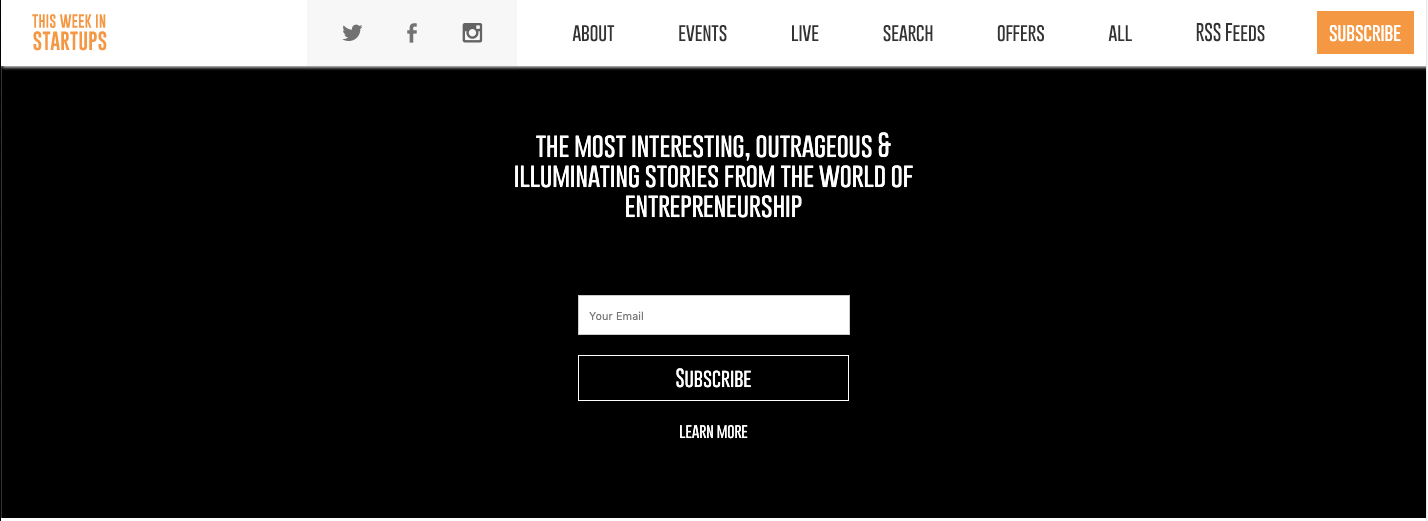 THIS WEEK IN
STARTUPS
ABOUT
EVENTS
LIVE
SEARCH
OFFERS
ALL
RSS FEEDS
SUBSCRIBE
THE MOST INTERESTING, OUTRAGEOUS &
ILLUMINATING STORIES FROM THE WORLD OF
ENTREPRENEURSHIP
Your Email
SUBSCRIBE
LEARN MORE